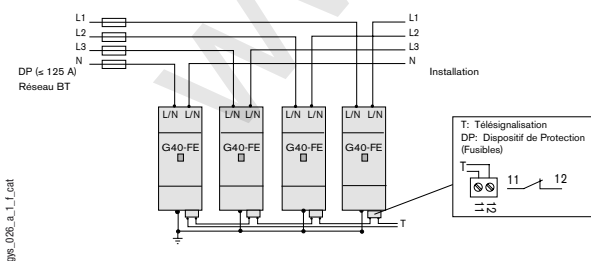 L1 L1
L2 L2
L3 L3
N N
DP (≤ 125 A)
Réseau BT
Installation
L/N L/N L/N L/N L/N L/N L/N L/N
G40-FE G40-FE G40-FE G40-FE
T
T: Télésignalisation
DP: Dispositif de Protection
(Fusibles)
T
11 12
11 12
gys_026_a_1_f_cat